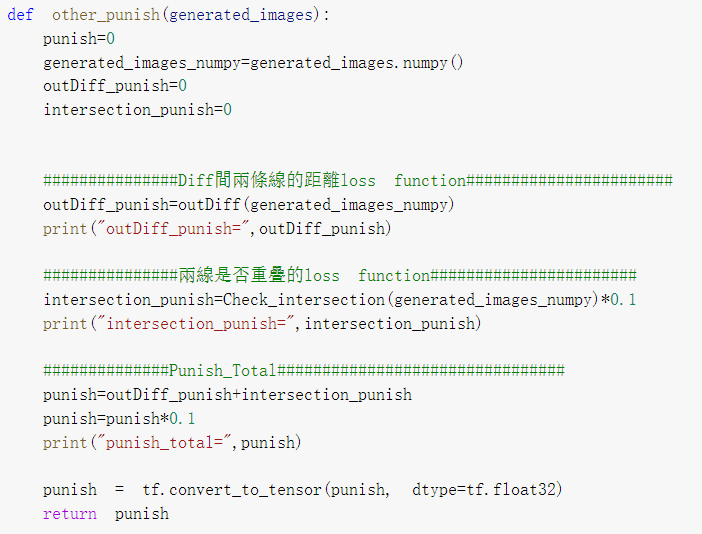 def other_punish(generated_images):
    punish=0
    generated_images_numpy=generated_images.numpy()
    outDiff_punish=0
    intersection_punish=0
    ###############Diff間兩條線的距離loss function#######################
    outDiff_punish=outDiff(generated_images_numpy)
    print("outDiff_punish=",outDiff_punish)
    ###############兩線是否重疊的loss function#######################
    intersection_punish=Check_intersection(generated_images_numpy)*0.1
    print("intersection_punish=",intersection_punish)
    ##############Punish_Total################################
    punish=outDiff_punish+intersection_punish
    punish=punish*0.1
    print("punish_total=",punish)
    punish = tf.convert_to_tensor(punish, dtype=tf.float32)
    return punish